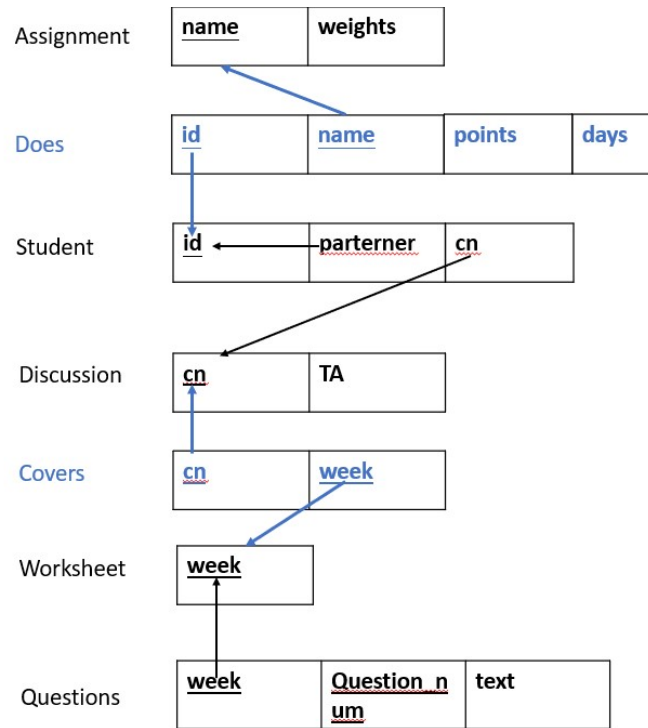 Assignment name weights
Does id name points days
Student id parterner cn
Discussion cn TA
Covers cn week
Worksheet week
Questions week Question_n text
um